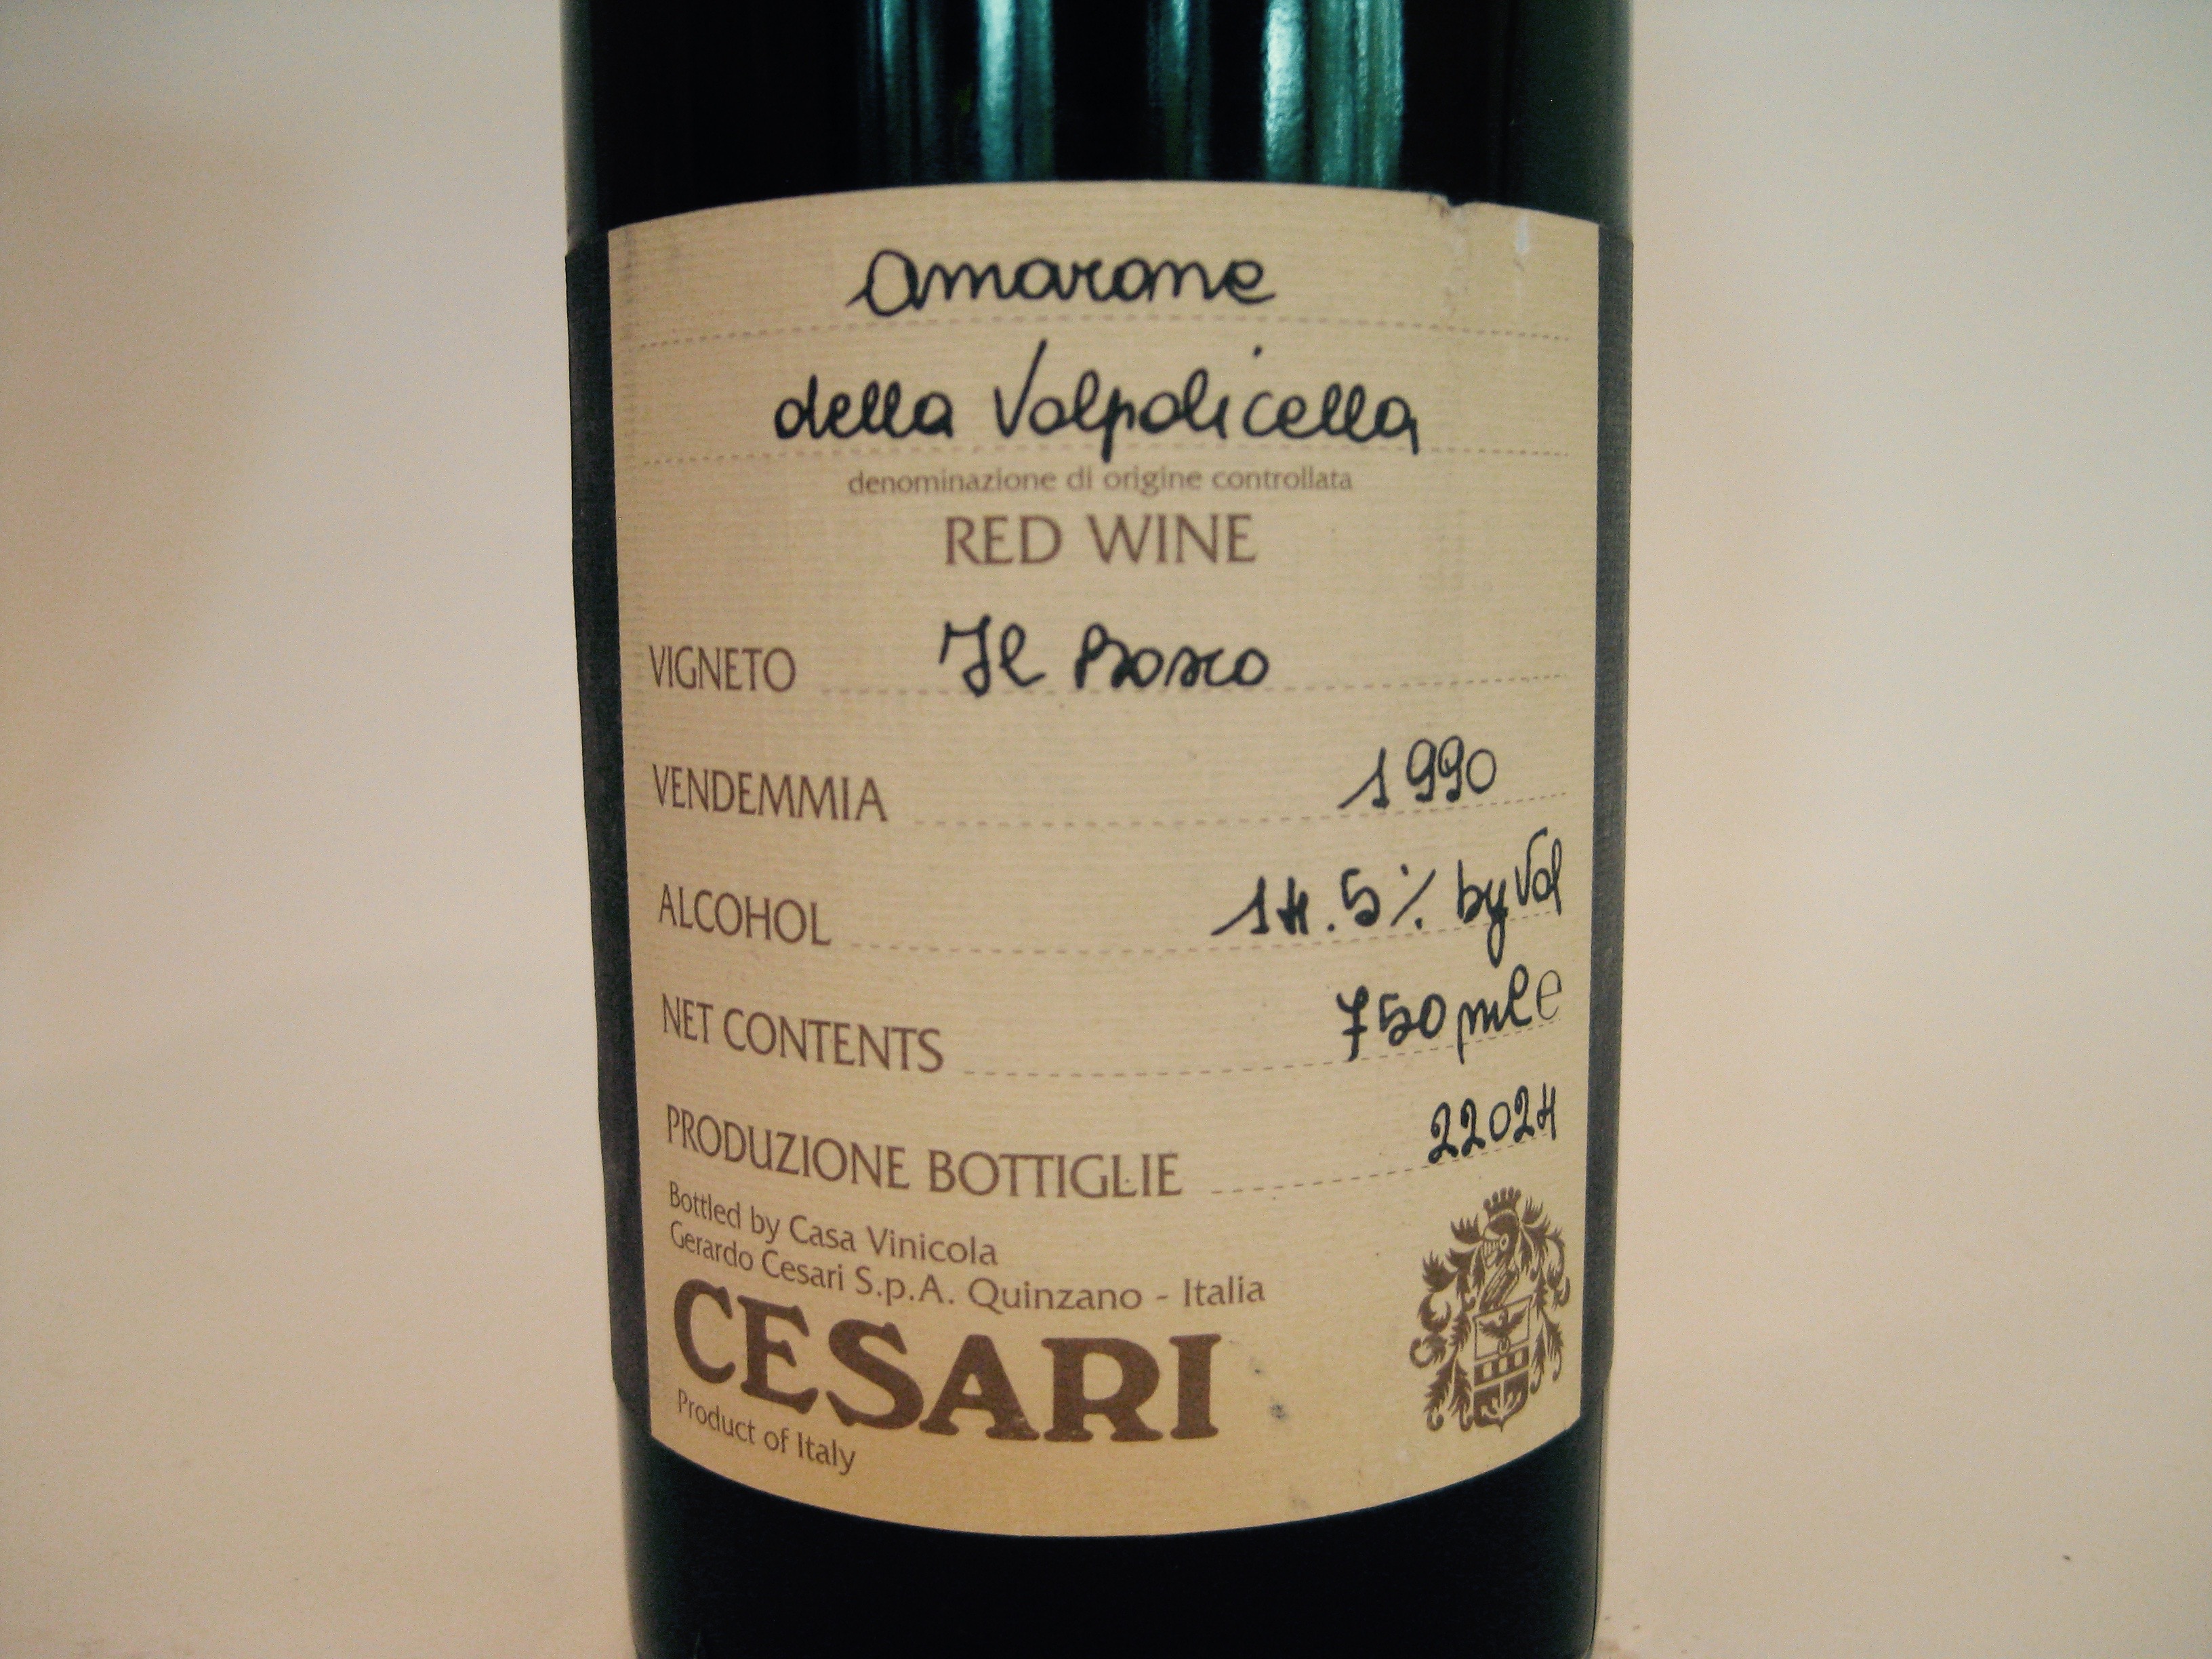 Amarone
della Valpolicella
denominazione di origine controllata
RED WINE
VIGNETO Il Bosco
VENDEMMIA 1990
ALCOHOL 14.5% by Vol
NET CONTENTS 750 ml e
PRODUZIONE BOTTIGLIE 22024
Bottled by Casa Vinicola
Gerardo Cesari S.p.A. Quinzano - Italia
CESARI
Product of Italy